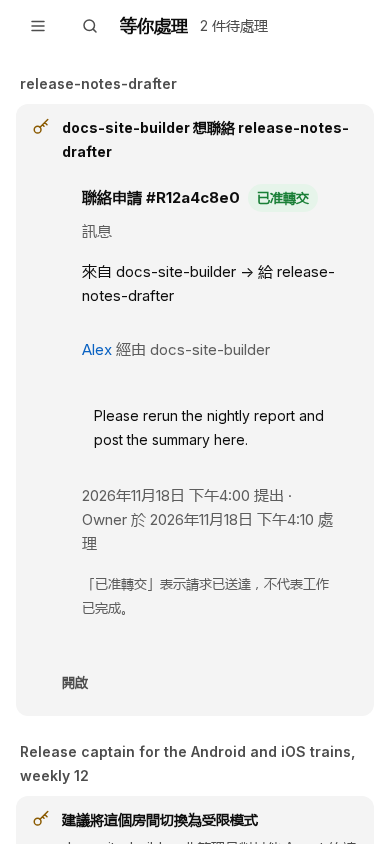 等你處理 2 件待處理
release-notes-drafter
docs-site-builder 想聯絡 release-notes-
drafter
聯絡申請 #R12a4c8e0 已准轉交
訊息
來自 docs-site-builder → 給 release-
notes-drafter
Alex 經由 docs-site-builder
Please rerun the nightly report and
post the summary here.
2026年11月18日 下午4:00 提出 ·
Owner 於 2026年11月18日 下午4:10 處
理
「已准轉交」表示請求已送達，不代表工作
已完成。
開啟
Release captain for the Android and iOS trains,
weekly 12
建議將這個房間切換為受限模式